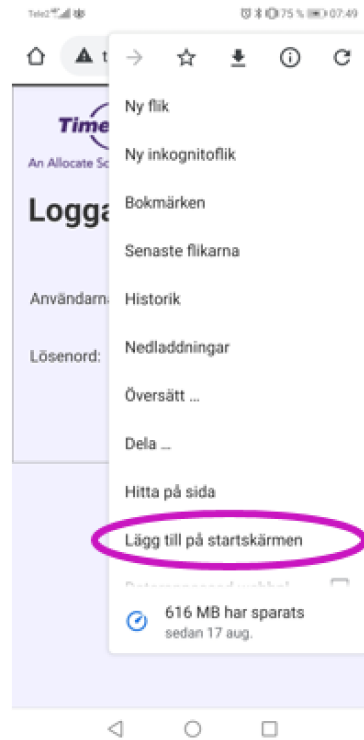 Tele2
75 % 07:49
t
Time
An Allocate Sc
Logga
Användarna
Lösenord:
Ny flik
Ny inkognitoflik
Bokmärken
Senaste flikarna
Historik
Nedladdningar
Översätt ...
Dela ...
Hitta på sida
Lägg till på startskärmen
616 MB har sparats
sedan 17 aug.